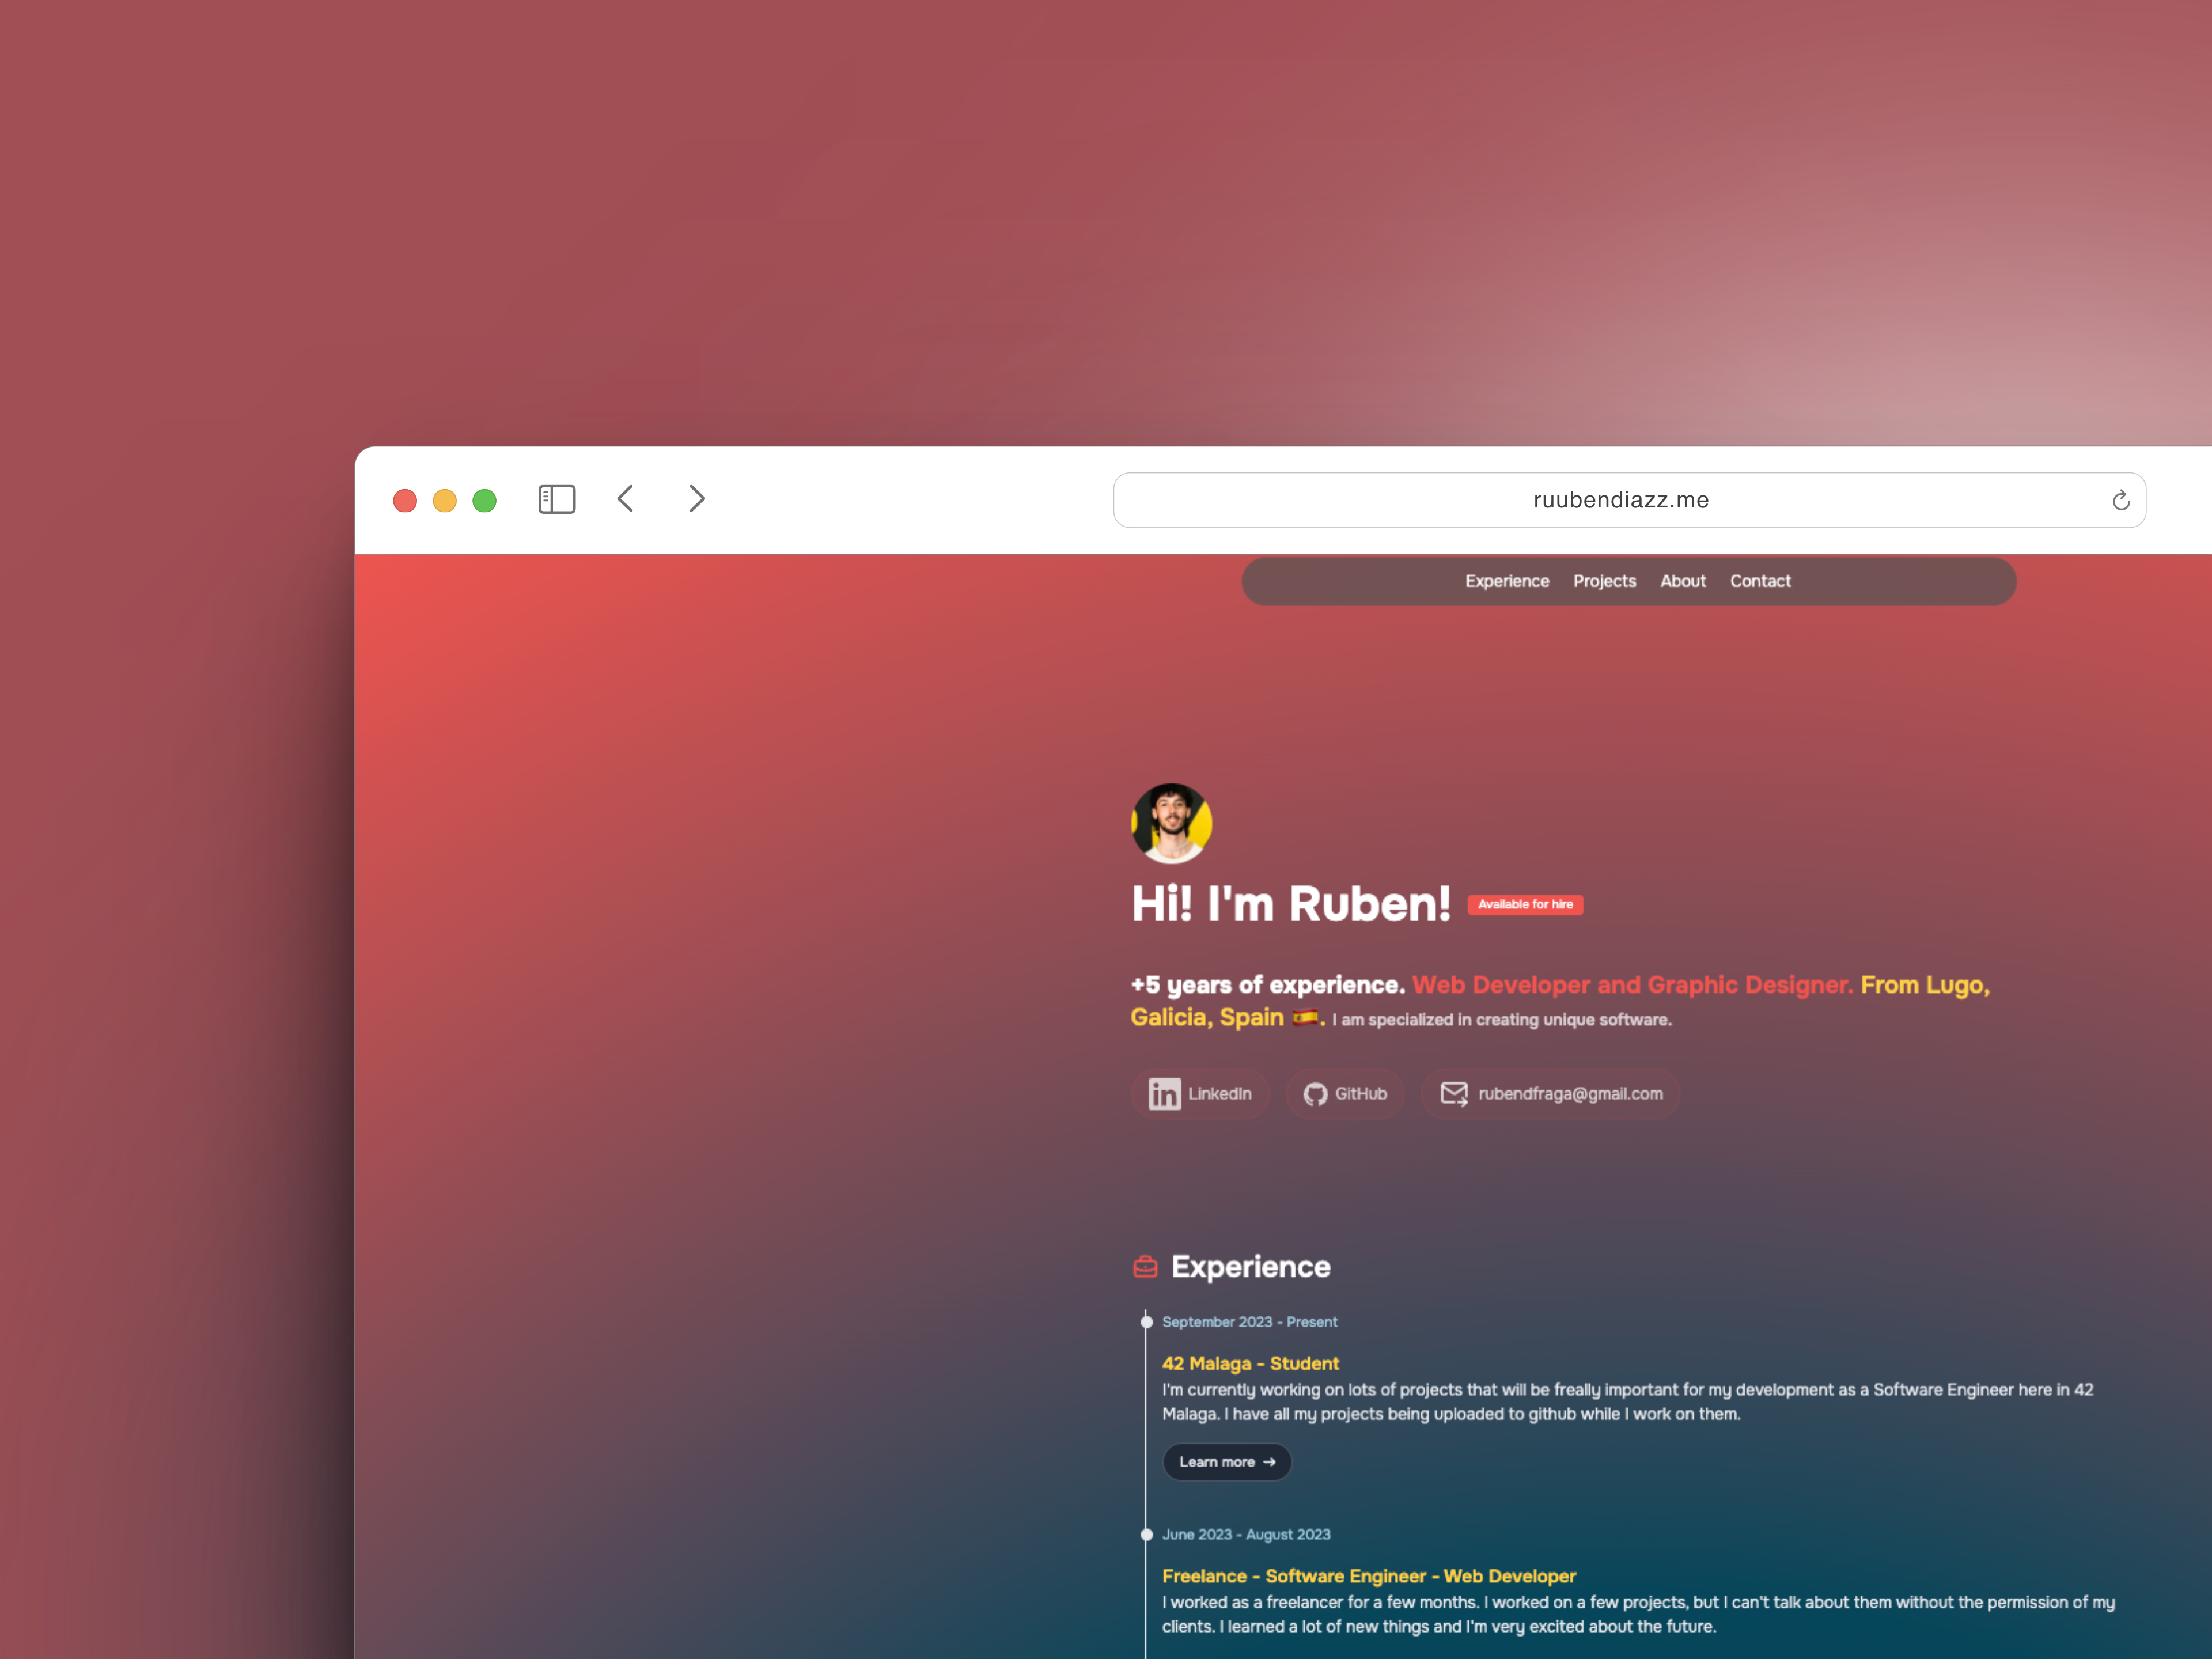 ruubendiazz.me
Experience Projects About Contact
Hi! I'm Ruben! Available for hire
+5 years of experience. Web Developer and Graphic Designer. From Lugo,
Galicia, Spain 🇪🇸. I am specialized in creating unique software.
LinkedIn GitHub rubendfraga@gmail.com
Experience
September 2023 - Present
42 Malaga - Student
I'm currently working on lots of projects that will be freally important for my development as a Software Engineer here in 42
Malaga. I have all my projects being uploaded to github while I work on them.
Learn more →
June 2023 - August 2023
Freelance - Software Engineer - Web Developer
I worked as a freelancer for a few months. I worked on a few projects, but I can't talk about them without the permission of my
clients. I learned a lot of new things and I'm very excited about the future.